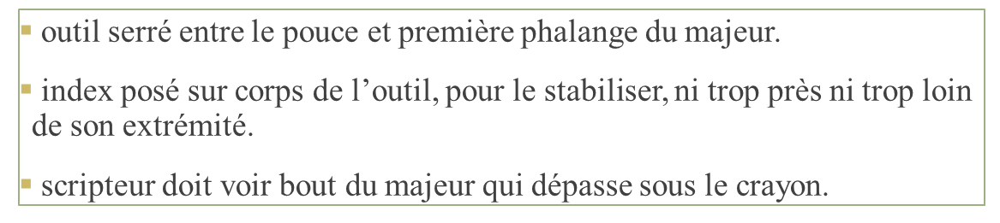 ▪ outil serré entre le pouce et première phalange du majeur.
▪ index posé sur corps de l’outil, pour le stabiliser, ni trop près ni trop loin
de son extrémité.
▪ scripteur doit voir bout du majeur qui dépasse sous le crayon.